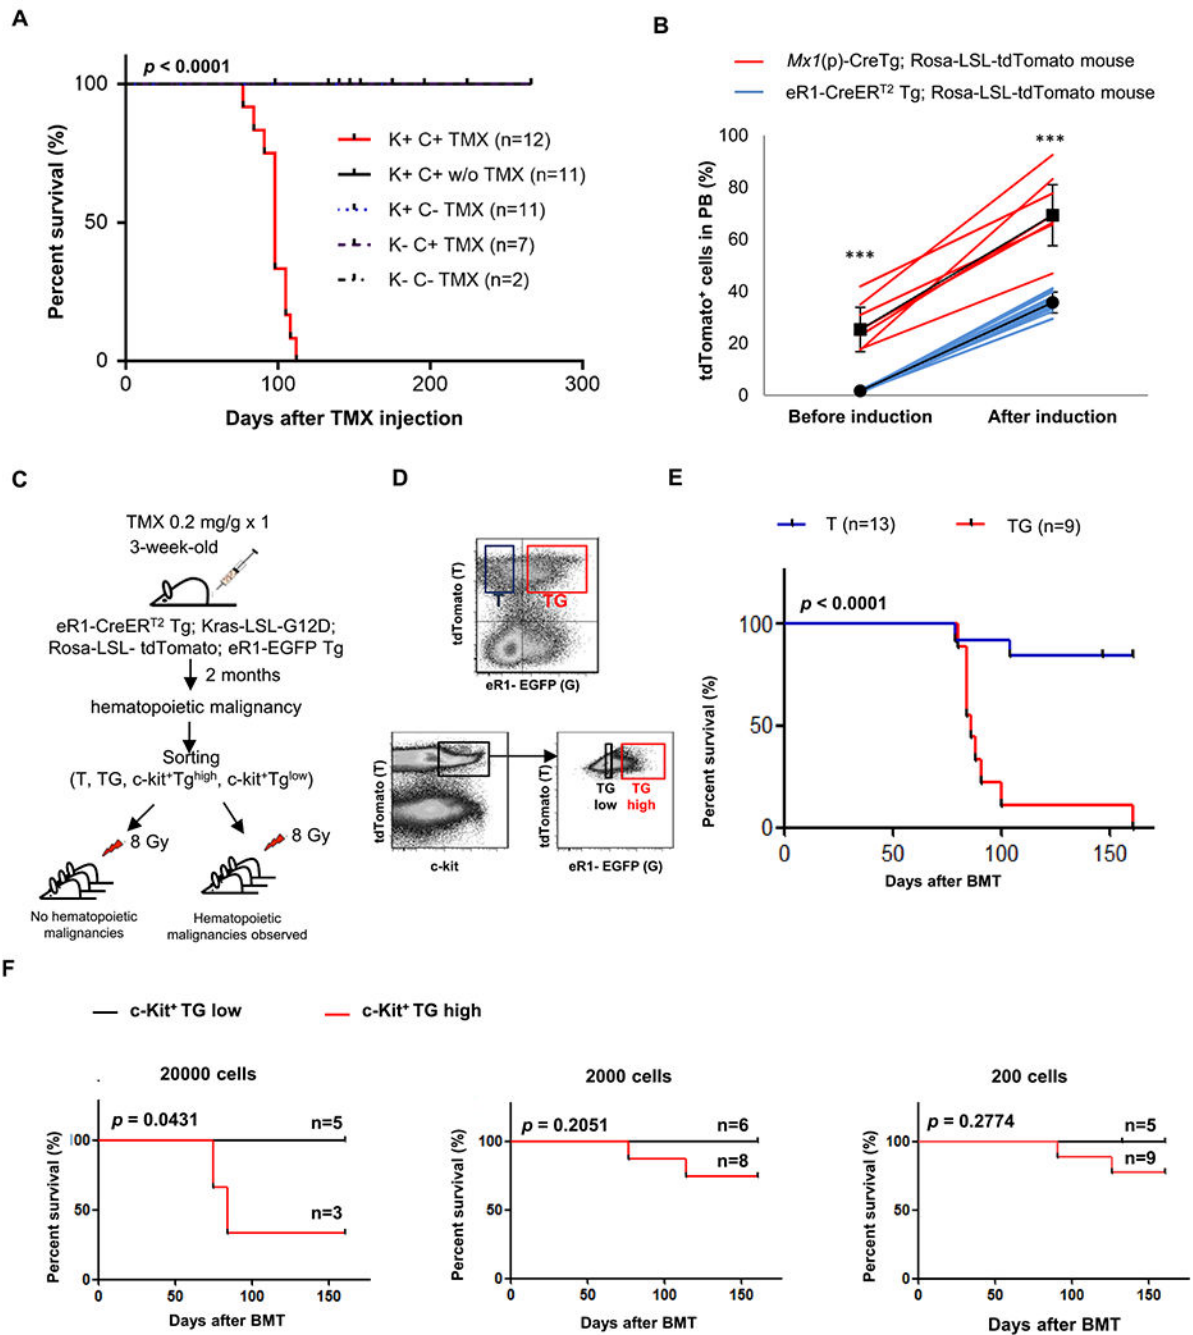 A
p < 0.0001
100
50
0
0
100
200
300
Percent survival (%)
Days after TMX injection
K+ C+ TMX (n=12)
K+ C+ w/o TMX (n=11)
K+ C- TMX (n=11)
K- C+ TMX (n=7)
K- C- TMX (n=2)
B
Mx1(p)-CreTg; Rosa-LSL-tdTomato mouse
eR1-CreERT2 Tg; Rosa-LSL-tdTomato mouse
tdTomato+ cells in PB (%)
100
80
60
40
20
0
***
***
Before induction
After induction
C
TMX 0.2 mg/g x 1
3-week-old
eR1-CreERT2 Tg; Kras-LSL-G12D;
Rosa-LSL- tdTomato; eR1-EGFP Tg
2 months
hematopoietic malignancy
Sorting
(T, TG, c-kit+Tghigh, c-kit+Tglow)
8 Gy
8 Gy
No hematopoietic
malignancies
Hematopoietic
malignancies observed
D
tdTomato (T)
T
TG
eR1- EGFP (G)
tdTomato (T)
c-kit
tdTomato (T)
TG
low
TG
high
eR1- EGFP (G)
E
T (n=13)
TG (n=9)
p < 0.0001
Percent survival (%)
100
50
0
0
50
100
150
Days after BMT
F
c-Kit+ TG low
c-Kit+ TG high
20000 cells
p = 0.0431
n=5
n=3
Percent survival (%)
100
50
0
0
50
100
150
Days after BMT
2000 cells
p = 0.2051
n=6
n=8
Percent survival (%)
100
50
0
0
50
100
150
Days after BMT
200 cells
p = 0.2774
n=5
n=9
Percent survival (%)
100
50
0
0
50
100
150
Days after BMT